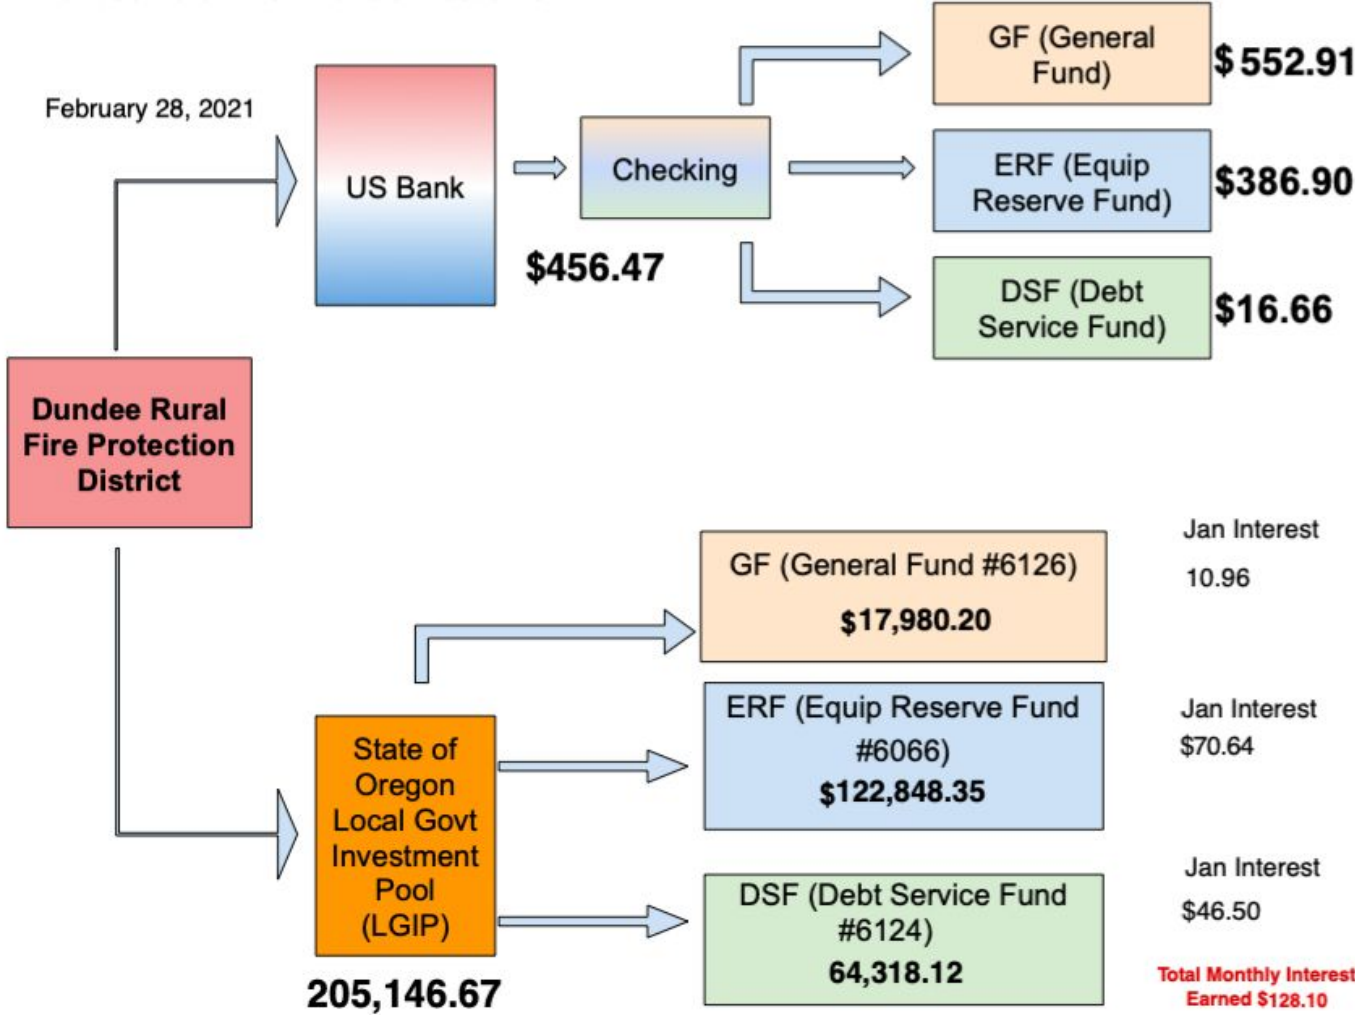 February 28, 2021
US Bank
Checking
$456.47
GF (General
Fund)
$ 552.91
ERF (Equip
Reserve Fund)
$386.90
DSF (Debt
Service Fund)
$16.66
Dundee Rural
Fire Protection
District
State of
Oregon
Local Govt
Investment
Pool
(LGIP)
205,146.67
GF (General Fund #6126)
$17,980.20
Jan Interest
10.96
ERF (Equip Reserve Fund
#6066)
$122,848.35
Jan Interest
$70.64
DSF (Debt Service Fund
#6124)
64,318.12
Jan Interest
$46.50
Total Monthly Interest
Earned $128.10